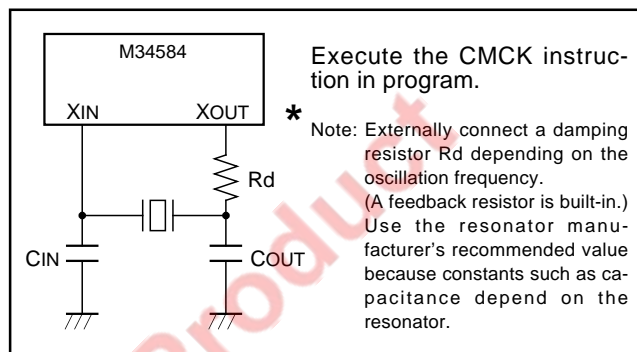 M34584
XIN
XOUT
Rd
CIN
COUT
Execute the CMCK instruc-
tion in program.
*
Note: Externally connect a damping
resistor Rd depending on the
oscillation frequency.
(A feedback resistor is built-in.)
Use the resonator manu-
facturer's recommended value
because constants such as ca-
pacitance depend on the
resonator.
Product